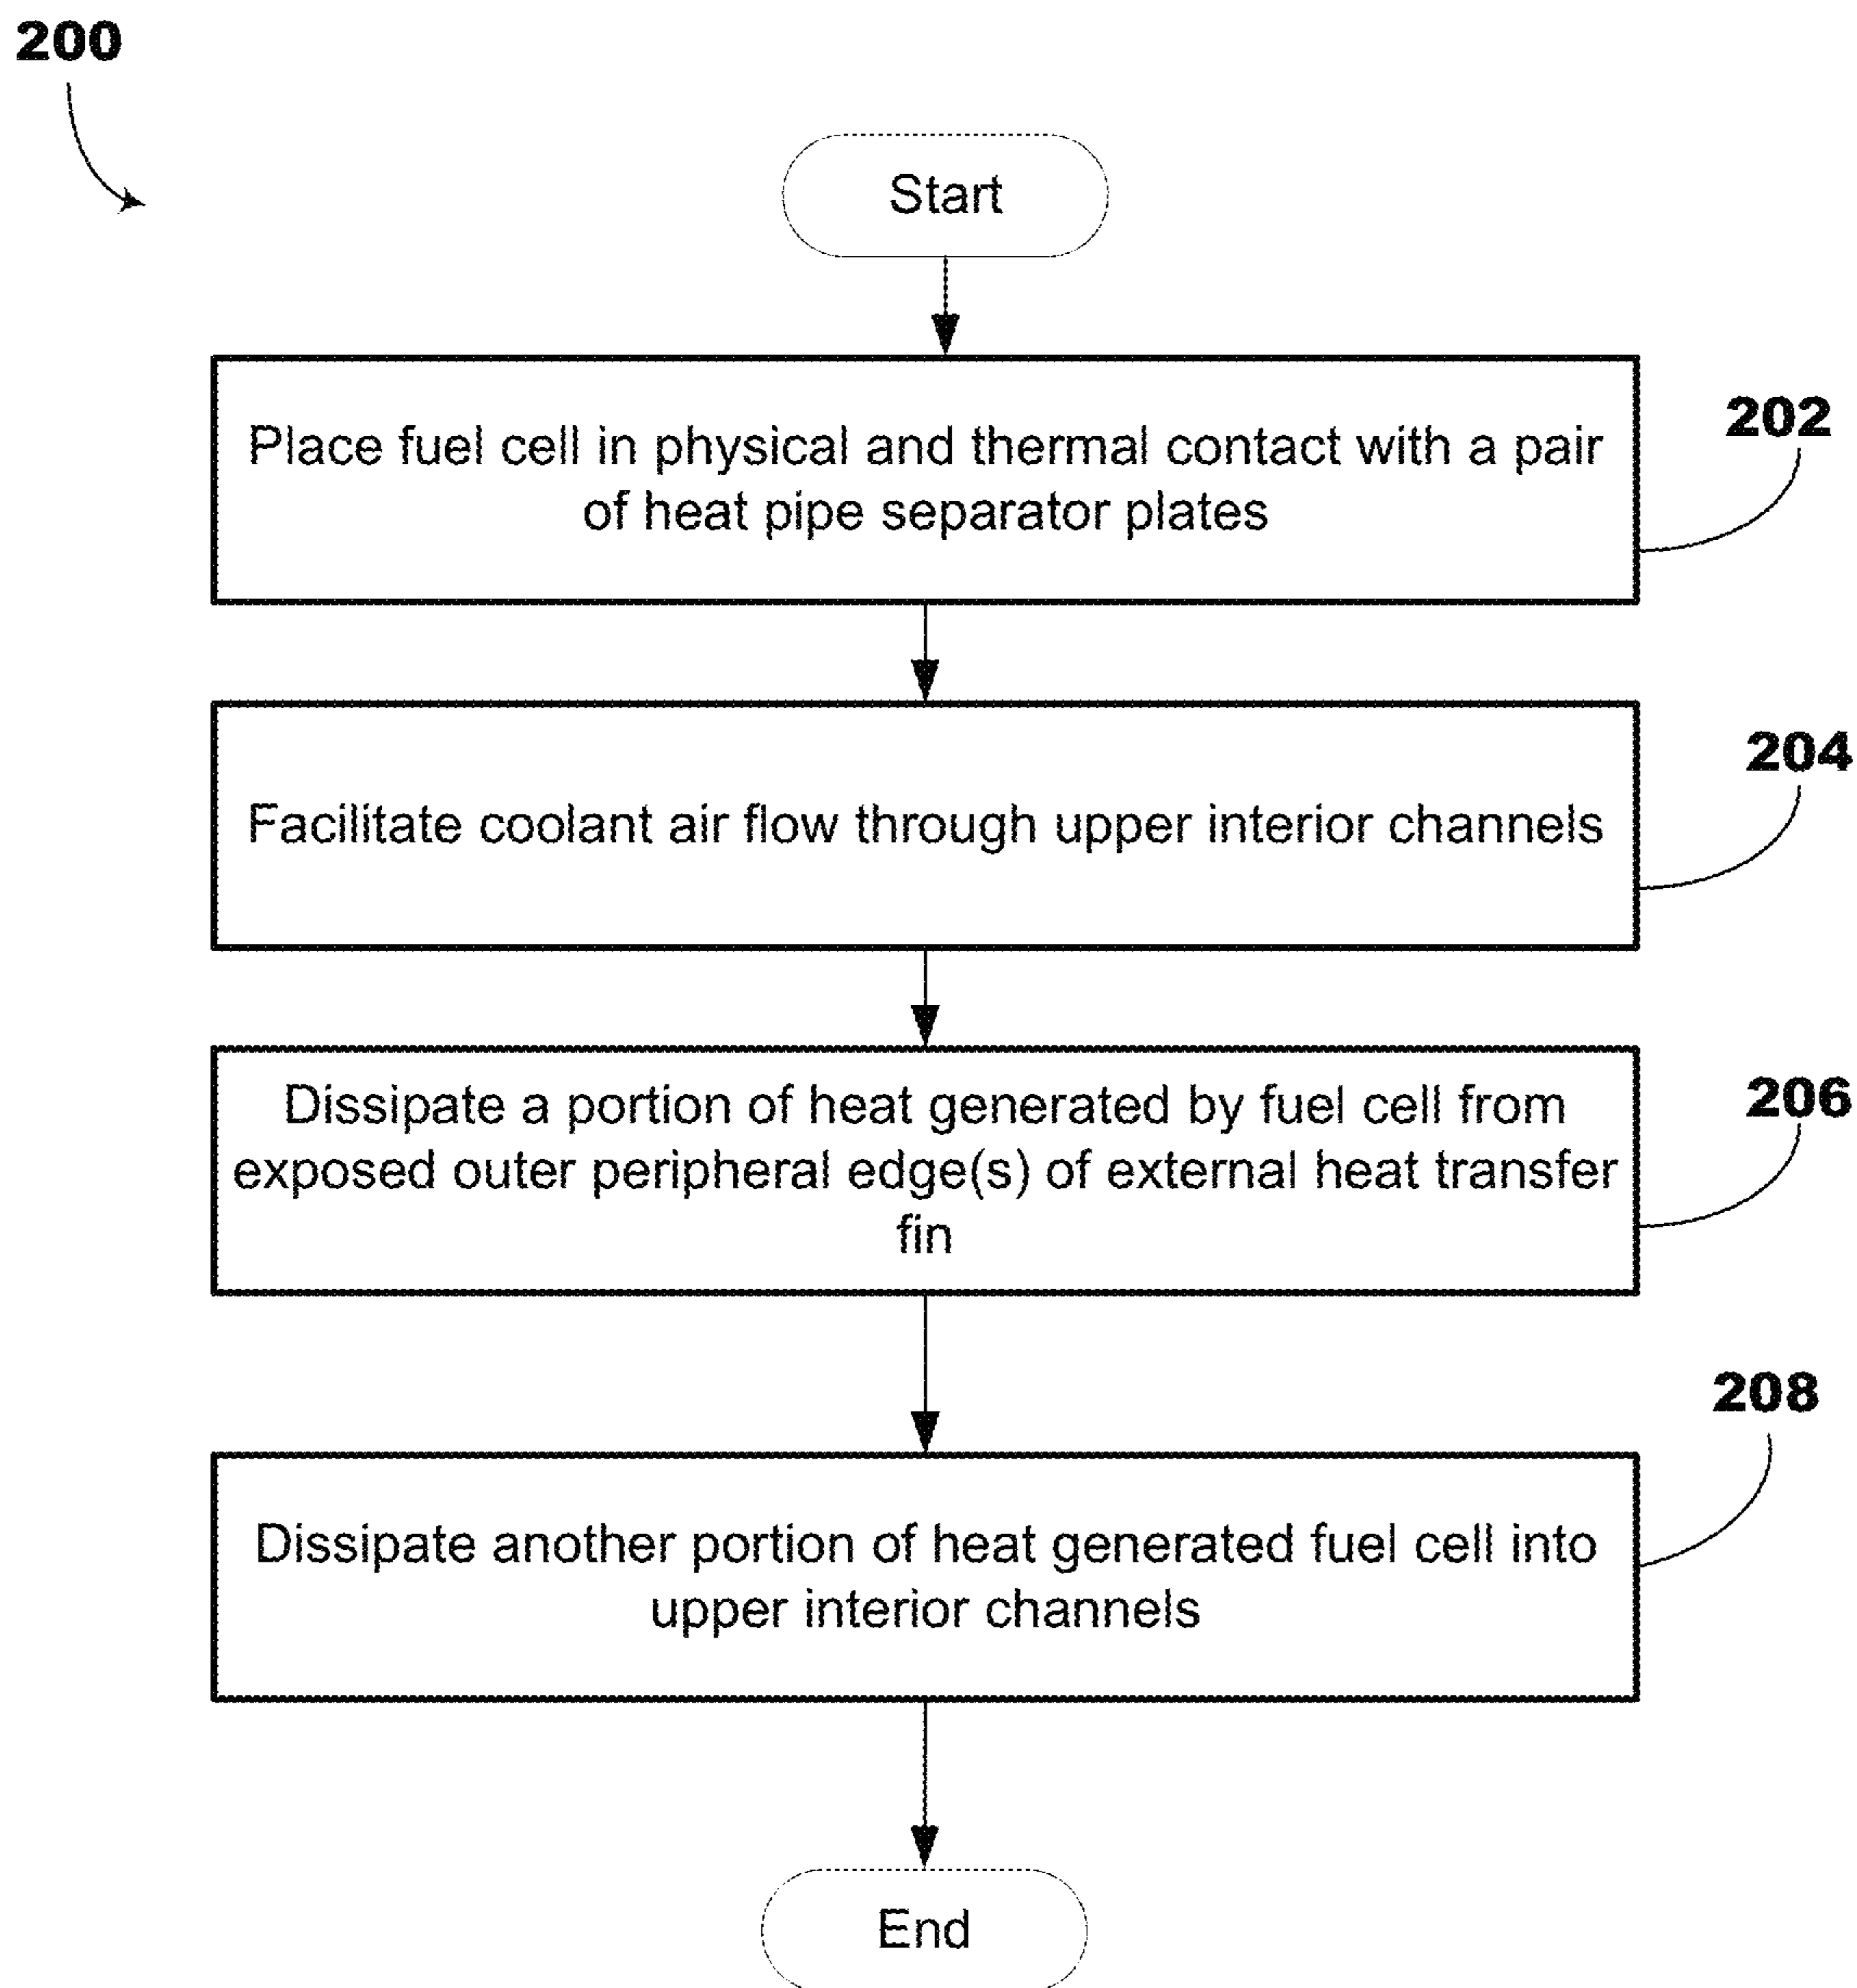 200
Start
Place fuel cell in physical and thermal contact with a pair
of heat pipe separator plates
202
Facilitate coolant air flow through upper interior channels
204
Dissipate a portion of heat generated by fuel cell from
exposed outer peripheral edge(s) of external heat transfer
fin
206
Dissipate another portion of heat generated fuel cell into
upper interior channels
208
End